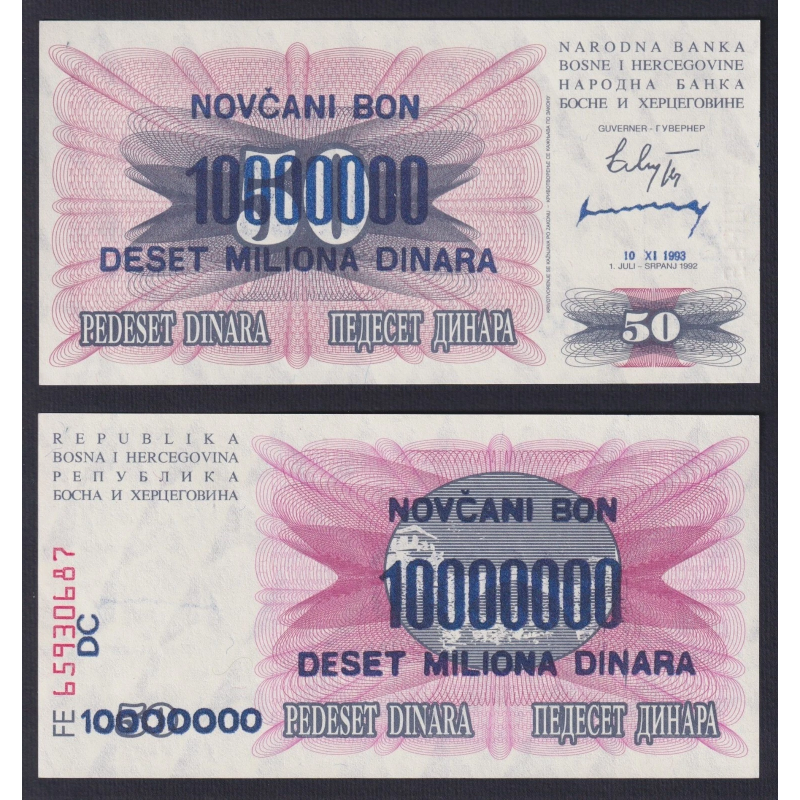 NARODNA BANKA
BOSNE I HERCEGOVINE
НАРОДНА БАНКА
БОСНЕ И ХЕРЦЕГОВИНЕ
GUVERNER - ГУВЕРНЕР
NOVČANI BON
50
10000000
DESET MILIONA DINARA
10 XI 1993
1. JULI - SRPANJ 1992
PEDESET DINARA ПЕДЕСЕТ ДИНАРА
50
REPUBLIKA
BOSNA I HERCEGOVINA
РЕПУБЛИКА
БОСНА И ХЕРЦЕГОВИНА
NOVČANI BON
10000000
DESET MILIONA DINARA
FE 65930687
DC
50
10000000
PEDESET DINARA ПЕДЕСЕТ ДИНАРА